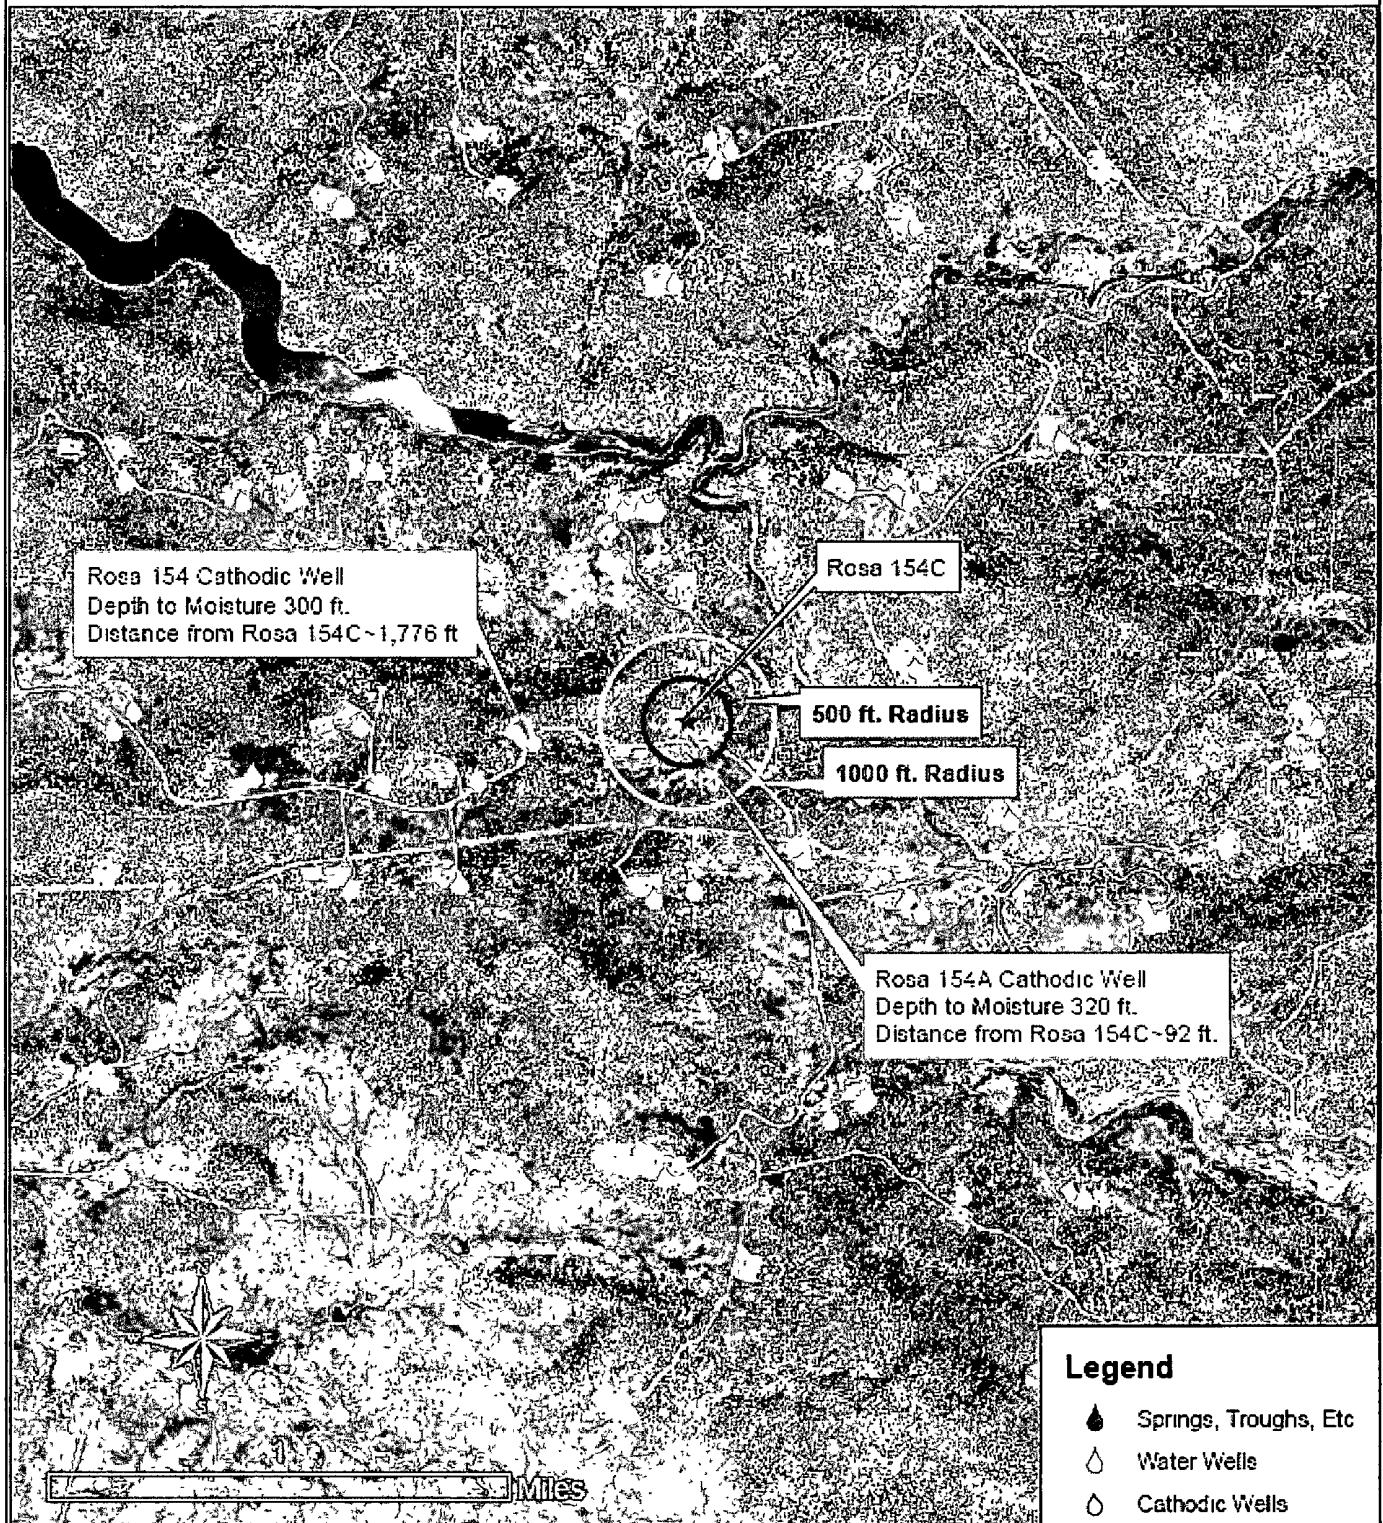 Rosa 154 Cathodic Well
Depth to Moisture 300 ft.
Distance from Rosa 154C~1,776 ft
Rosa 154C
500 ft. Radius
1000 ft. Radius
Rosa 154A Cathodic Well
Depth to Moisture 320 ft.
Distance from Rosa 154C~92 ft.
1
Miles
Legend
Springs, Troughs, Etc
Water Wells
Cathodic Wells